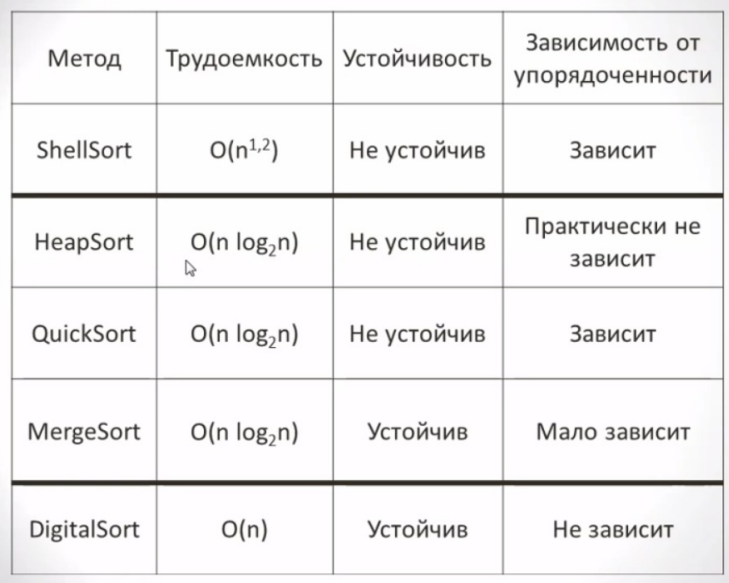 Метод Трудоемкость Устойчивость Зависимость от упорядоченности
ShellSort O(n^1,2) Не устойчив Зависит
HeapSort O(n log₂n) Не устойчив Практически не зависит
QuickSort O(n log₂n) Не устойчив Зависит
MergeSort O(n log₂n) Устойчив Мало зависит
DigitalSort O(n) Устойчив Не зависит